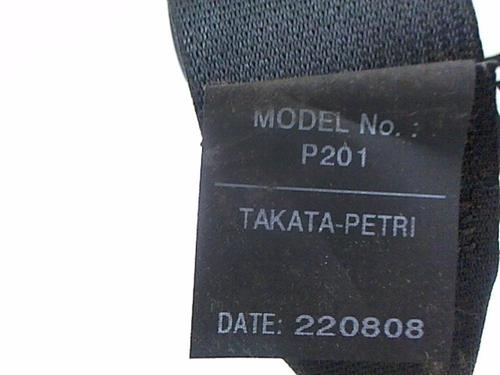 MODEL No. :
P201
TAKATA-PETRI
DATE: 220808